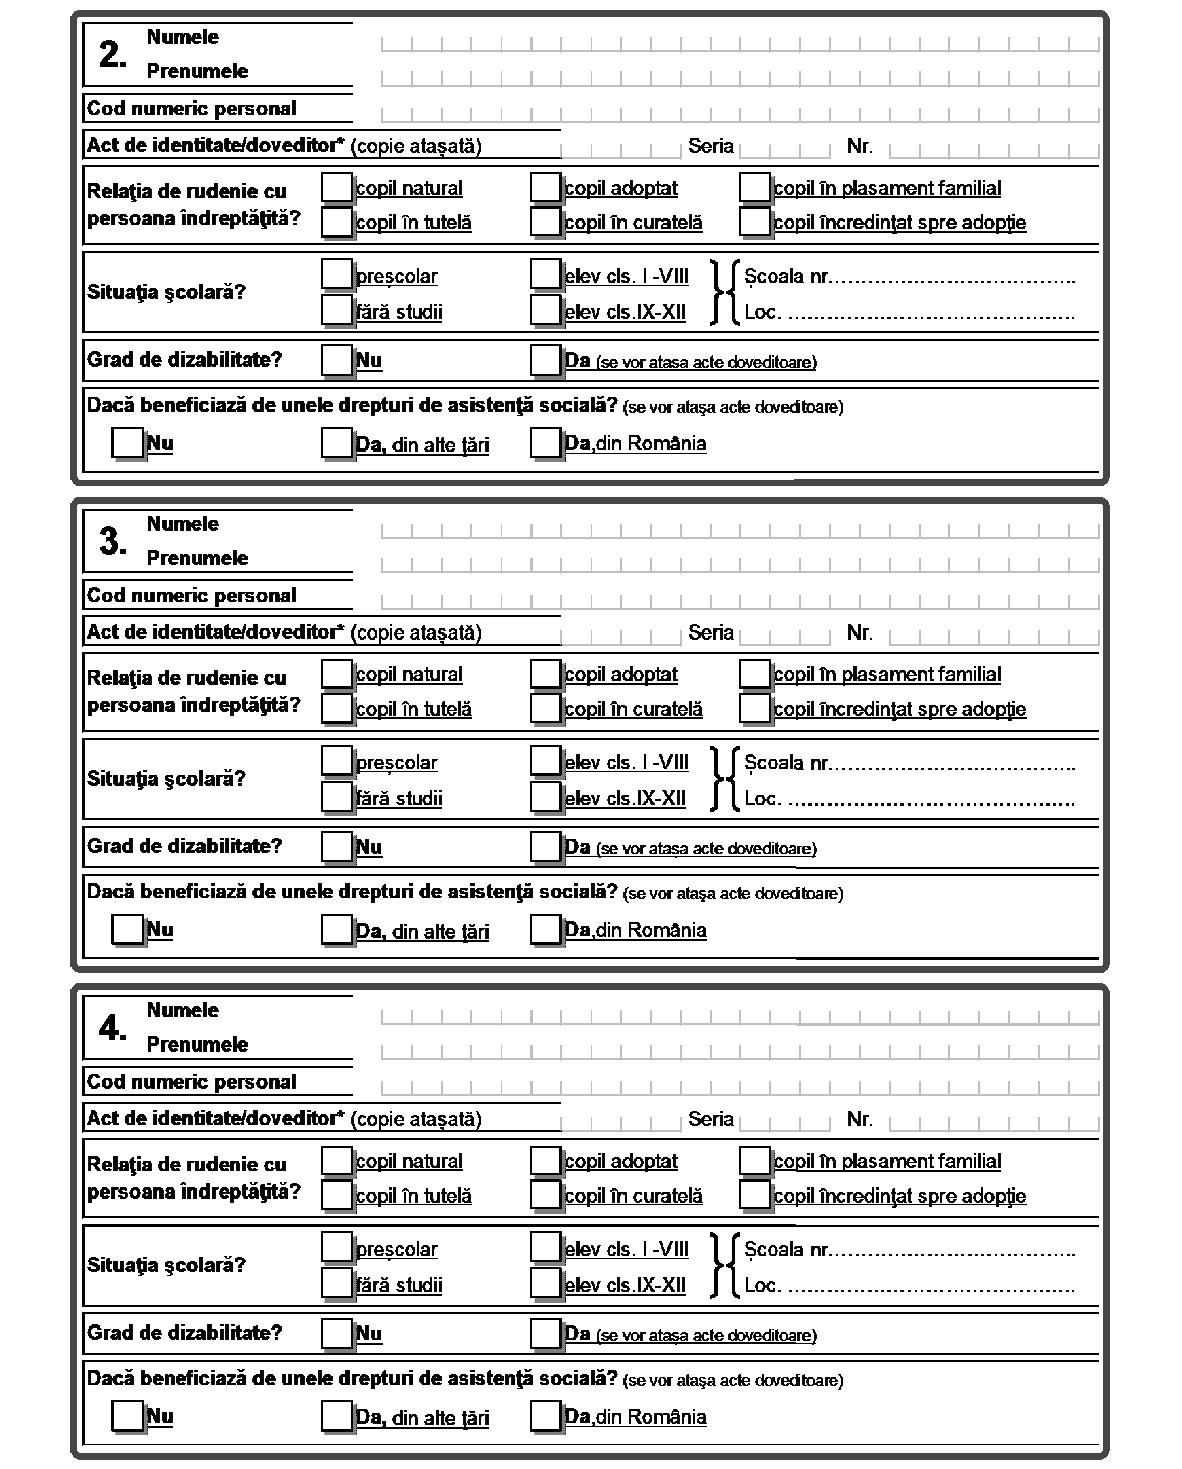 2. Numele
Prenumele
Cod numeric personal
Act de identitate/doveditor* (copie ataşată) Seria Nr.
Relaţia de rudenie cu persoana îndreptăţită?
copil natural copil adoptat copil în plasament familial
copil în tutelă copil în curatelă copil încredinţat spre adopţie
Situaţia şcolară?
preşcolar elev cls. I -VIII Școala nr.......................................
fără studii elev cls.IX-XII Loc. ............................................
Grad de dizabilitate? Nu Da (se vor atasa acte doveditoare)
Dacă beneficiază de unele drepturi de asistenţă socială? (se vor ataşa acte doveditoare)
Nu Da, din alte ţări Da,din România
3. Numele
Prenumele
Cod numeric personal
Act de identitate/doveditor* (copie ataşată) Seria Nr.
Relaţia de rudenie cu persoana îndreptăţită?
copil natural copil adoptat copil în plasament familial
copil în tutelă copil în curatelă copil încredinţat spre adopţie
Situaţia şcolară?
preşcolar elev cls. I -VIII Școala nr.......................................
fără studii elev cls.IX-XII Loc. ............................................
Grad de dizabilitate? Nu Da (se vor atasa acte doveditoare)
Dacă beneficiază de unele drepturi de asistenţă socială? (se vor ataşa acte doveditoare)
Nu Da, din alte ţări Da,din România
4. Numele
Prenumele
Cod numeric personal
Act de identitate/doveditor* (copie ataşată) Seria Nr.
Relaţia de rudenie cu persoana îndreptăţită?
copil natural copil adoptat copil în plasament familial
copil în tutelă copil în curatelă copil încredinţat spre adopţie
Situaţia şcolară?
preşcolar elev cls. I -VIII Școala nr.......................................
fără studii elev cls.IX-XII Loc. ............................................
Grad de dizabilitate? Nu Da (se vor atasa acte doveditoare)
Dacă beneficiază de unele drepturi de asistenţă socială? (se vor ataşa acte doveditoare)
Nu Da, din alte ţări Da,din România